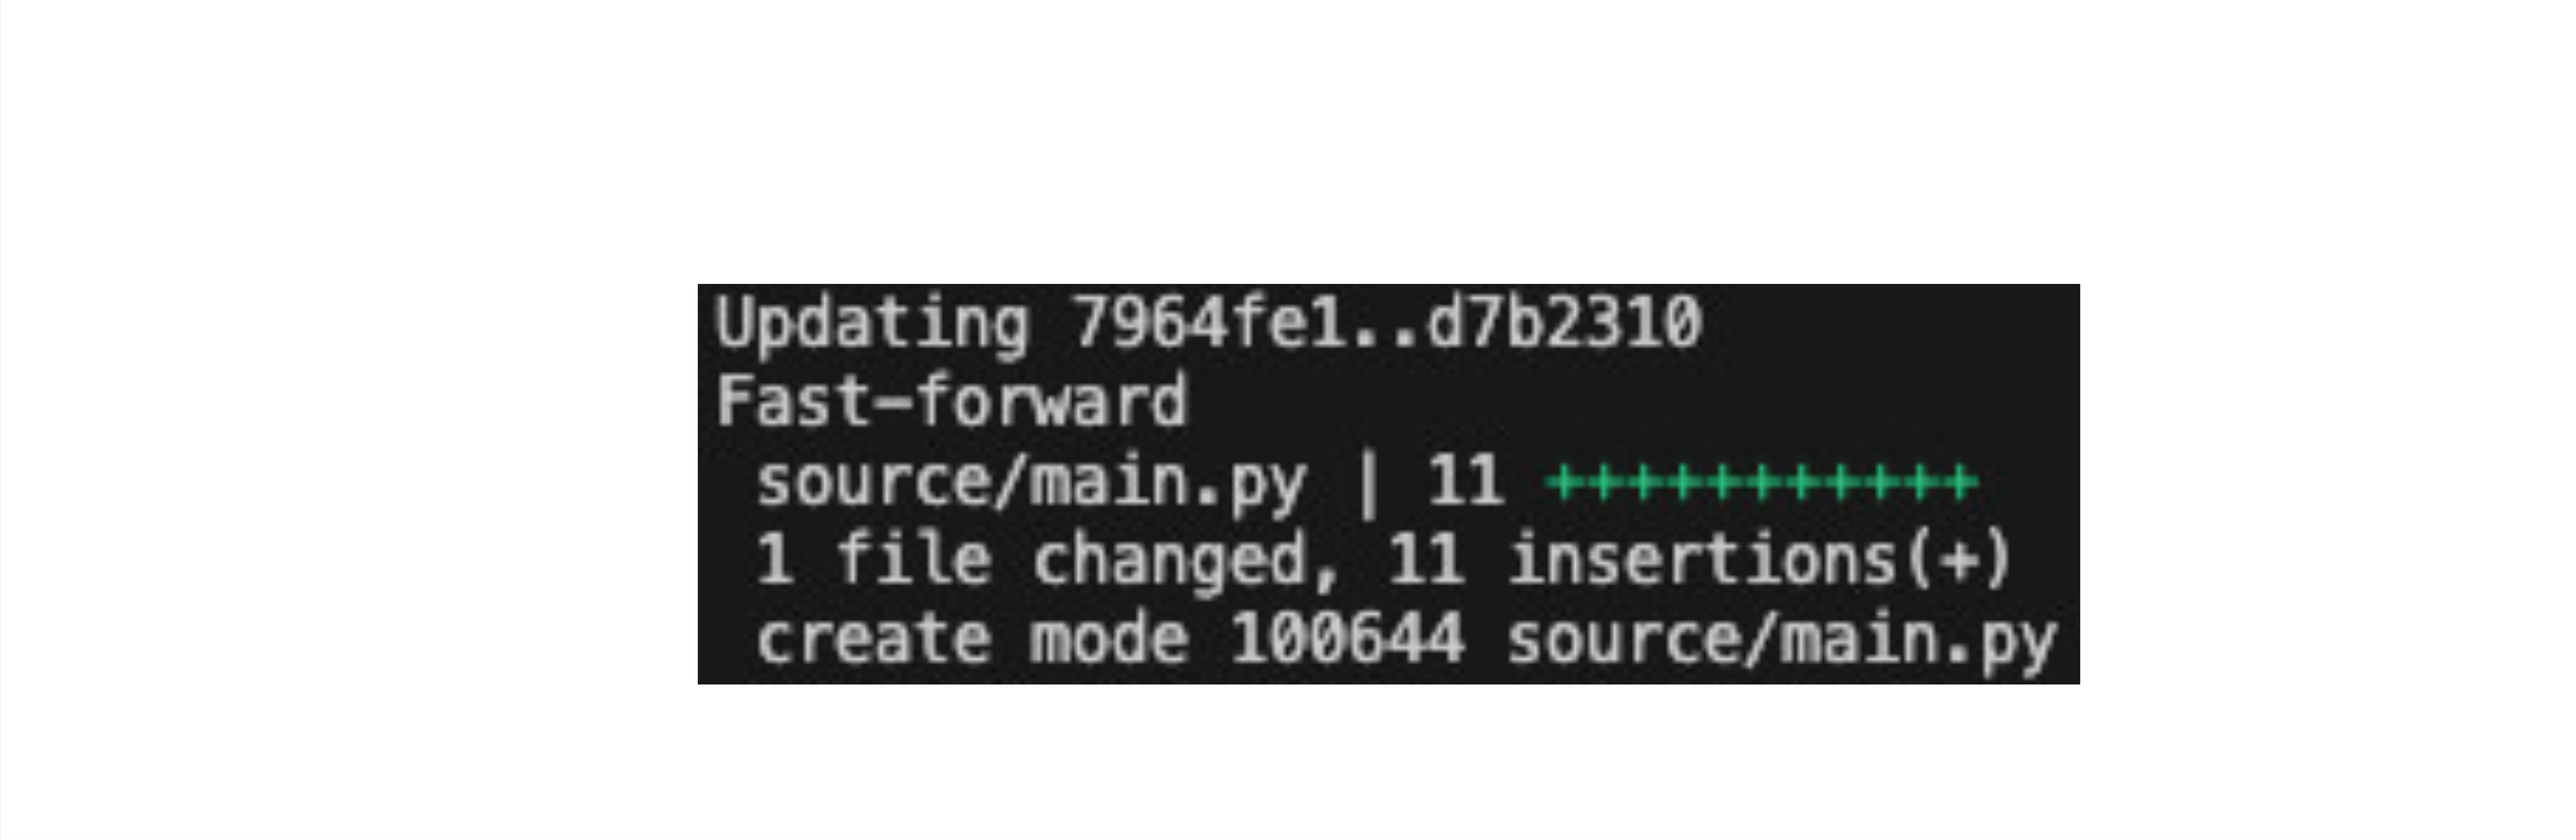 Updating 7964fe1..d7b2310
Fast-forward
 source/main.py | 11 +++++++++++
 1 file changed, 11 insertions(+)
 create mode 100644 source/main.py